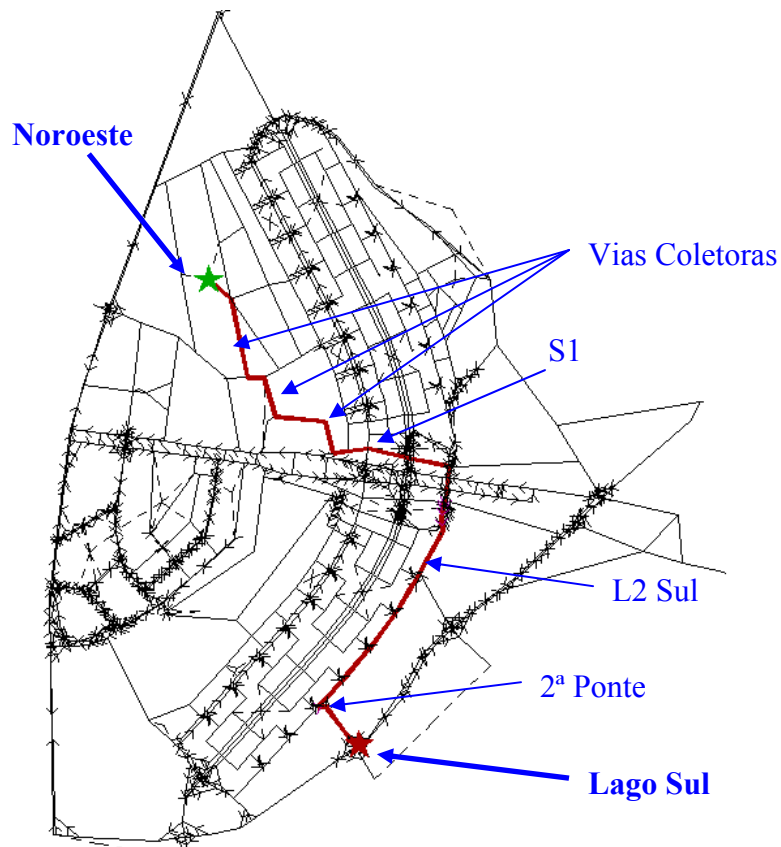 Noroeste
Vias Coletoras
S1
L2 Sul
2ª Ponte
Lago Sul